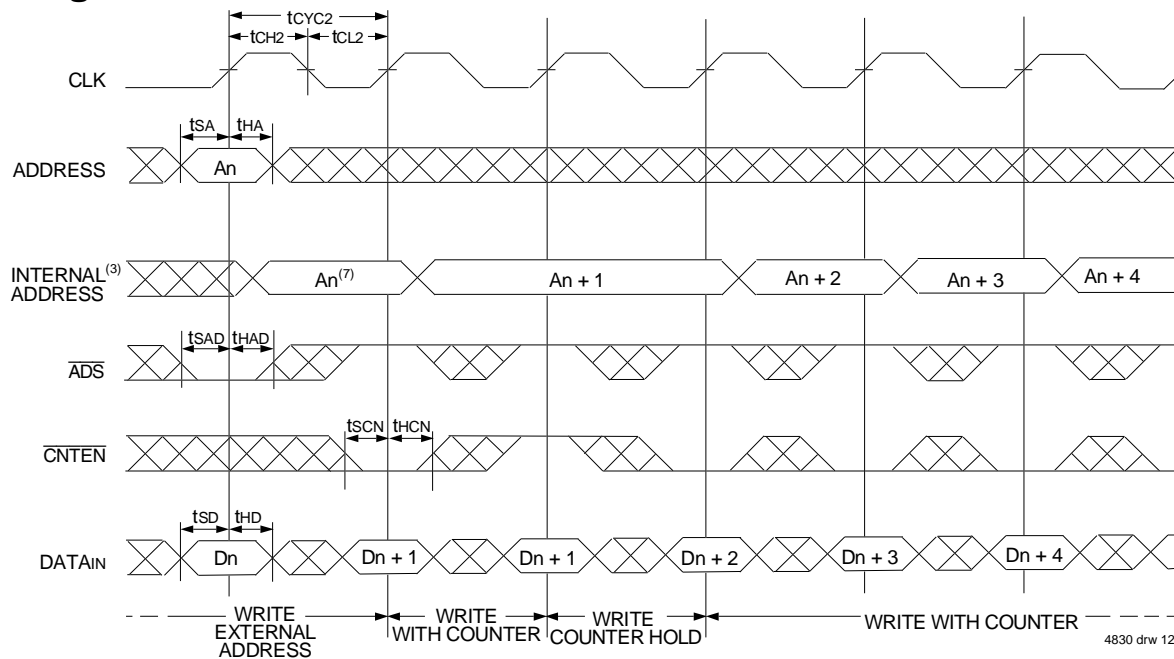 tCYC2
tCH2 tCL2
CLK
tSA tHA
ADDRESS An
INTERNAL(3)
ADDRESS
An(7) An + 1 An + 2 An + 3 An + 4
tSAD tHAD
ADS
tSCN tHCN
CNTEN
tSD tHD
DATAIN Dn Dn + 1 Dn + 1 Dn + 2 Dn + 3 Dn + 4
WRITE
EXTERNAL
ADDRESS
WRITE
WITH COUNTER
WRITE
COUNTER HOLD
WRITE WITH COUNTER
4830 drw 12